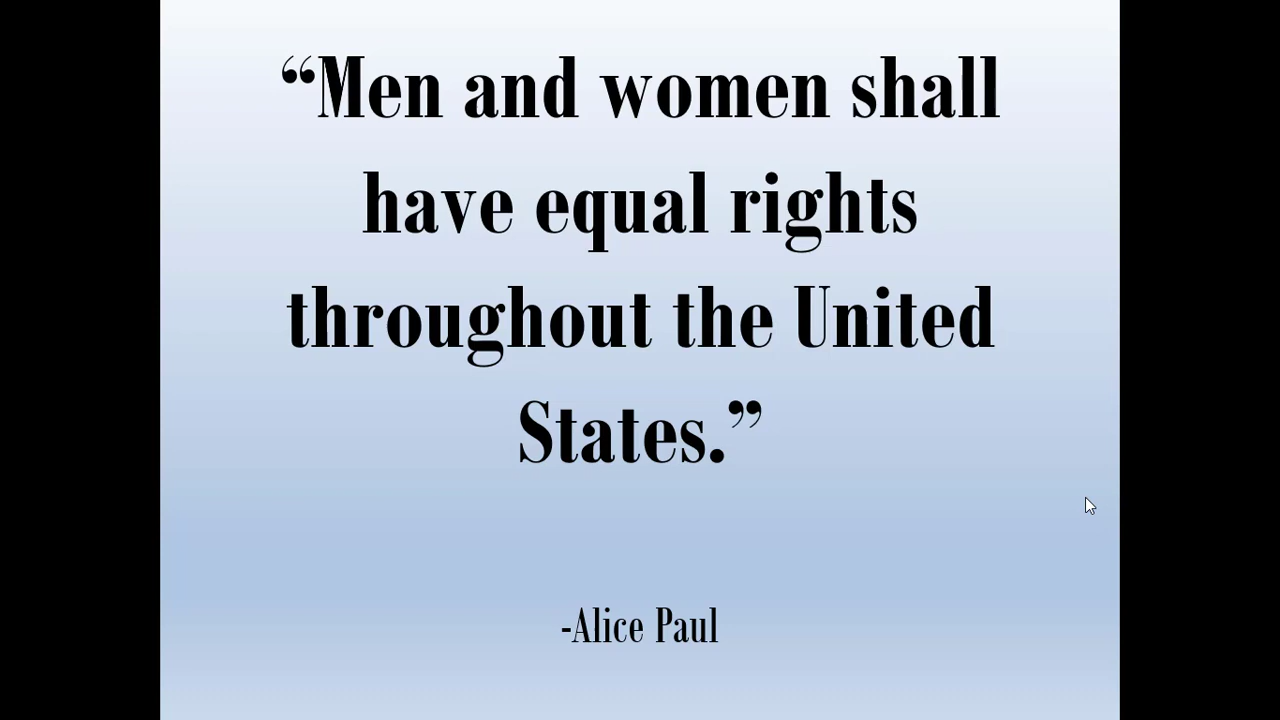 “Men and women shall
have equal rights
throughout the United
States.”
-Alice Paul